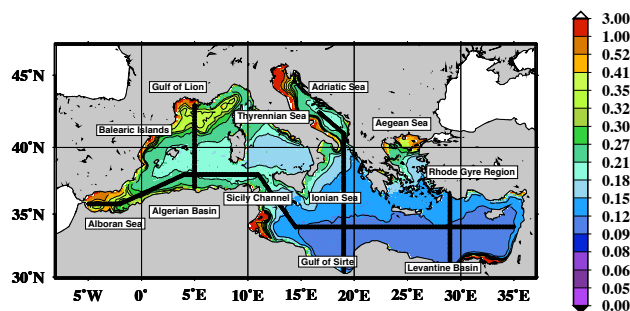 45°N
40°N
35°N
30°N
5°W
0°
5°E
10°E
15°E
20°E
25°E
30°E
35°E
Gulf of Lion
Adriatic Sea
Thyrennian Sea
Aegean Sea
Balearic Islands
Rhode Gyre Region
Sicily Channel
Ionian Sea
Algerian Basin
Alboran Sea
Gulf of Sirte
Levantine Basin
3.00
1.00
0.52
0.41
0.35
0.32
0.30
0.27
0.21
0.18
0.15
0.12
0.09
0.08
0.06
0.05
0.00